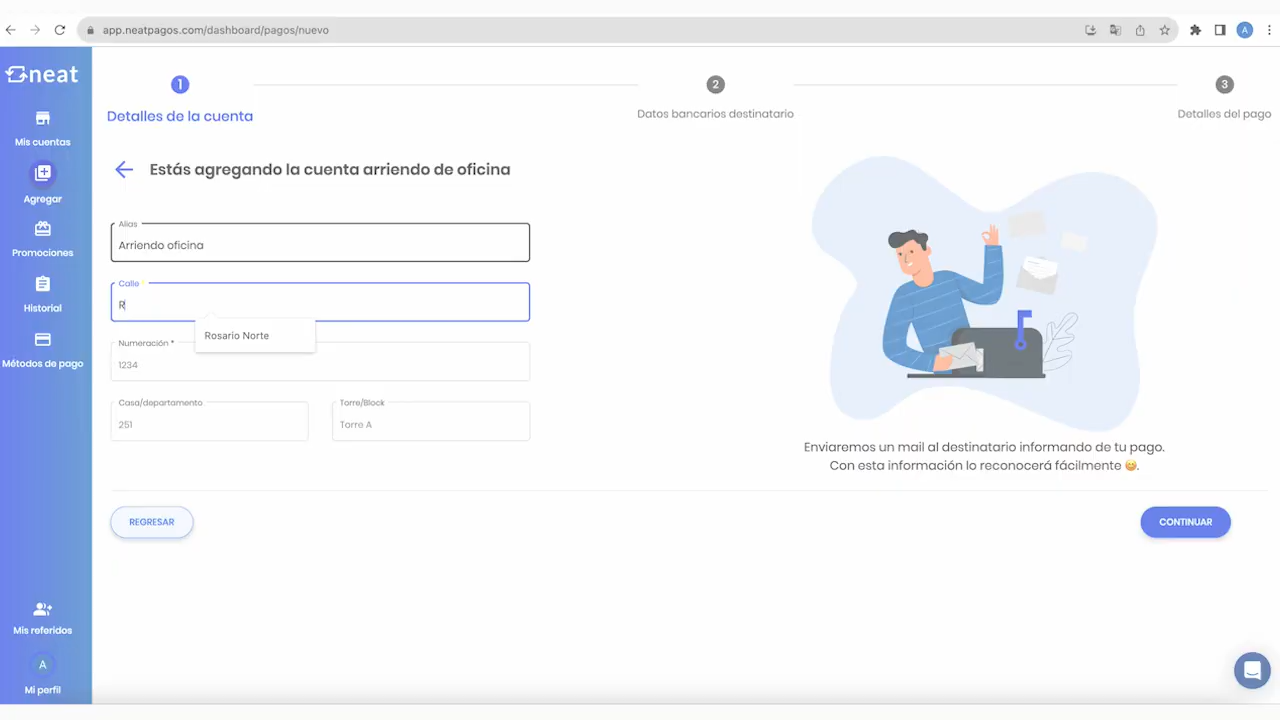 app.neatpagos.com/dashboard/pagos/nuevo
A
neat
Mis cuentas
Agregar
Promociones
Historial
Métodos de pago
Mis referidos
A
Mi perfil
1
Detalles de la cuenta
2
Datos bancarios destinatario
3
Detalles del pago
Estás agregando la cuenta arriendo de oficina
Alias
Arriendo oficina
Calle *
R
Rosario Norte
Numeración *
1234
Casa/departamento
251
Torre/Block
Torre A
Enviaremos un mail al destinatario informando de tu pago.
Con esta información lo reconocerá fácilmente 😄.
REGRESAR
CONTINUAR